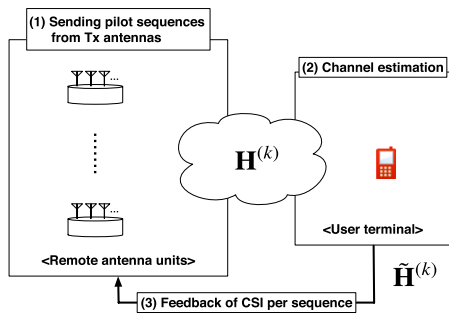 (1) Sending pilot sequences
from Tx antennas
(2) Channel estimation
...
...
H^(k)
<User terminal>
<Remote antenna units>
H̃^(k)
(3) Feedback of CSI per sequence